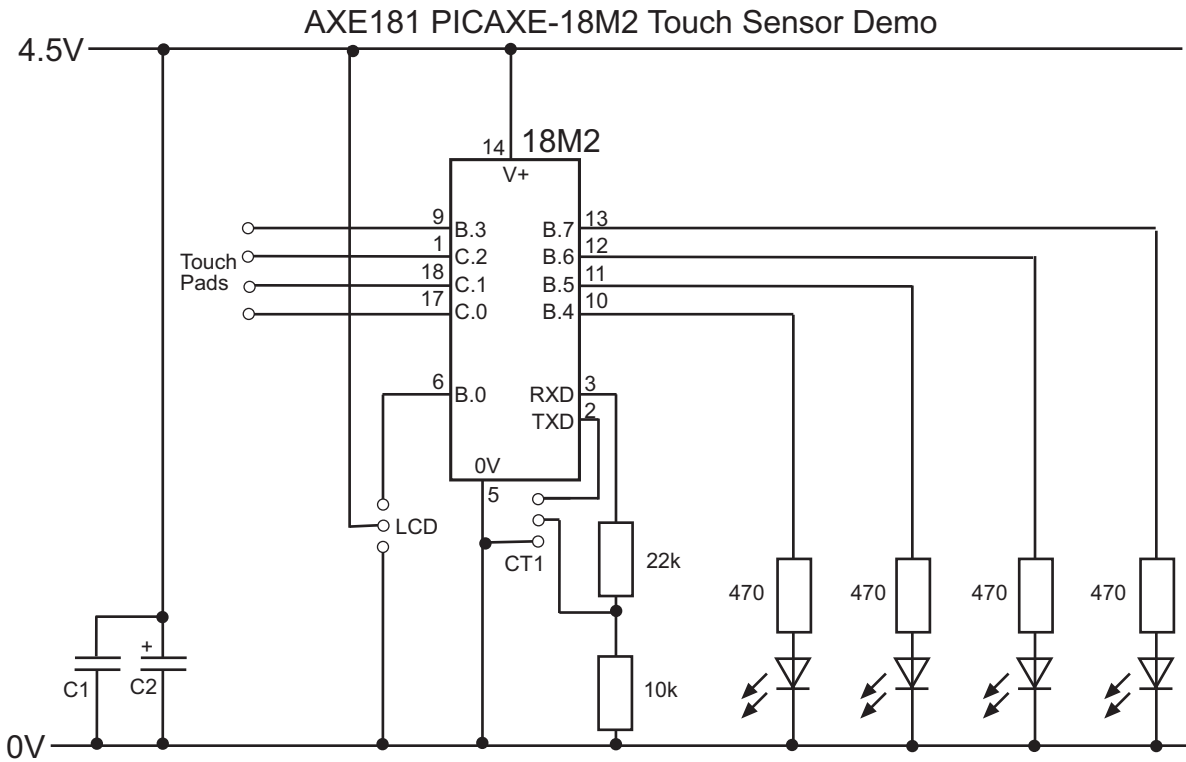 AXE181 PICAXE-18M2 Touch Sensor Demo
4.5V
14 18M2
V+
9 B.3 B.7 13
1 C.2 B.6 12
Touch
Pads
18 C.1 B.5 11
17 C.0 B.4 10
6 B.0 RXD 3
TXD 2
0V
5
LCD
CT1
22k
470 470 470 470
+
C1 C2
10k
0V